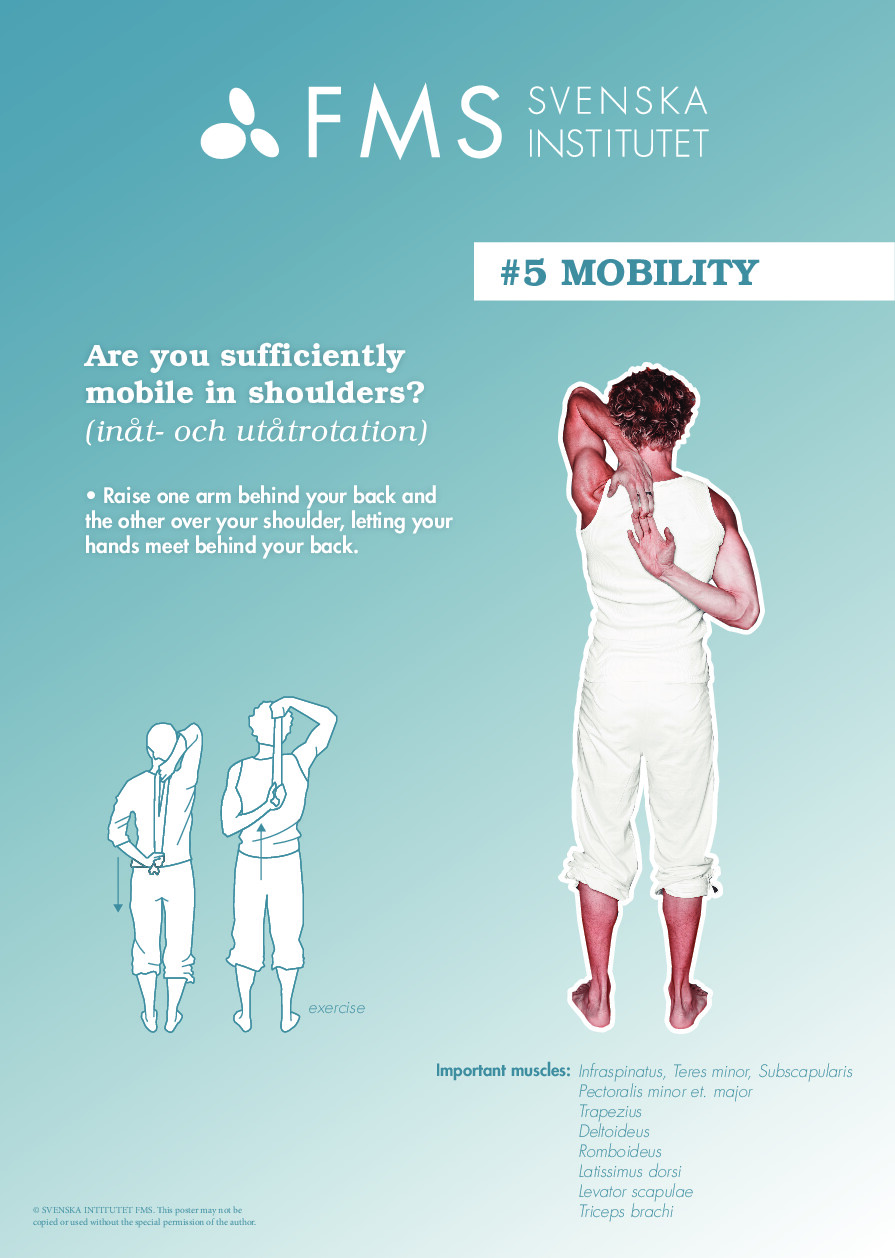 FMS SVENSKA
INSTITUTET
#5 MOBILITY
Are you sufficiently
mobile in shoulders?
(inåt- och utåtrotation)
• Raise one arm behind your back and
the other over your shoulder, letting your
hands meet behind your back.
exercise
Important muscles: Infraspinatus, Teres minor, Subscapularis
Pectoralis minor et. major
Trapezius
Deltoideus
Romboideus
Latissimus dorsi
Levator scapulae
Triceps brachi
© SVENSKA INTITUTET FMS. This poster may not be
copied or used without the special permission of the author.